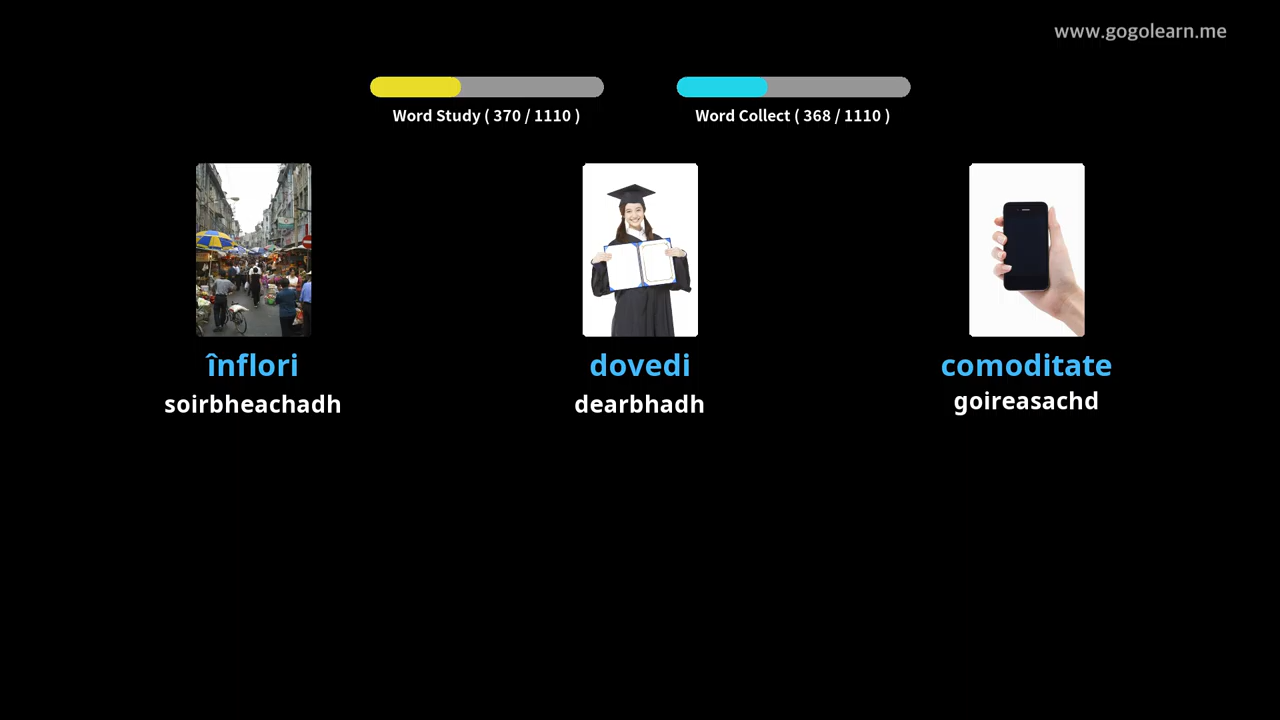 www.gogolearn.me
Word Study ( 370 / 1110 )
Word Collect ( 368 / 1110 )
înflori
soirbheachadh
dovedi
dearbhadh
comoditate
goireasachd